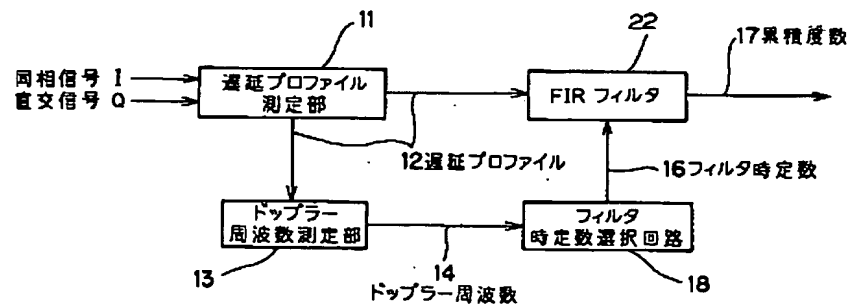 11
22
17累積度数
同相信号 I
直交信号 Q
遅延プロファイル
測定部
FIR フィルタ
12遅延プロファイル
16フィルタ時定数
ドップラー
周波数測定部
フィルタ
時定数選択回路
13
14
ドップラー周波数
18